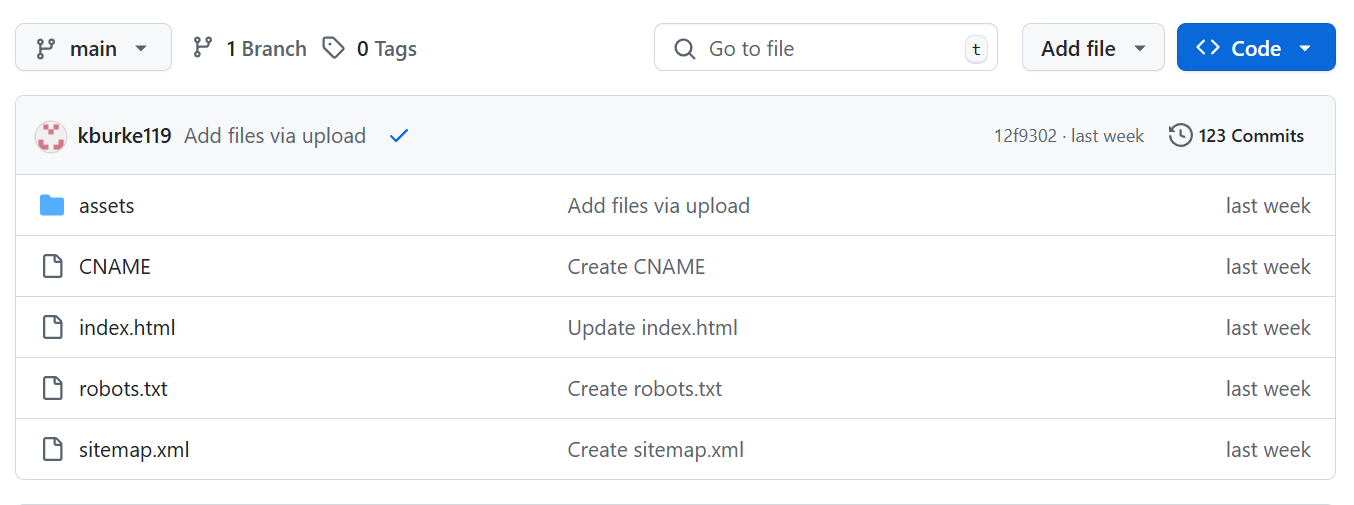 main 1 Branch 0 Tags Go to file t Add file Code
kburke119 Add files via upload 12f9302 · last week 123 Commits
assets Add files via upload last week
CNAME Create CNAME last week
index.html Update index.html last week
robots.txt Create robots.txt last week
sitemap.xml Create sitemap.xml last week